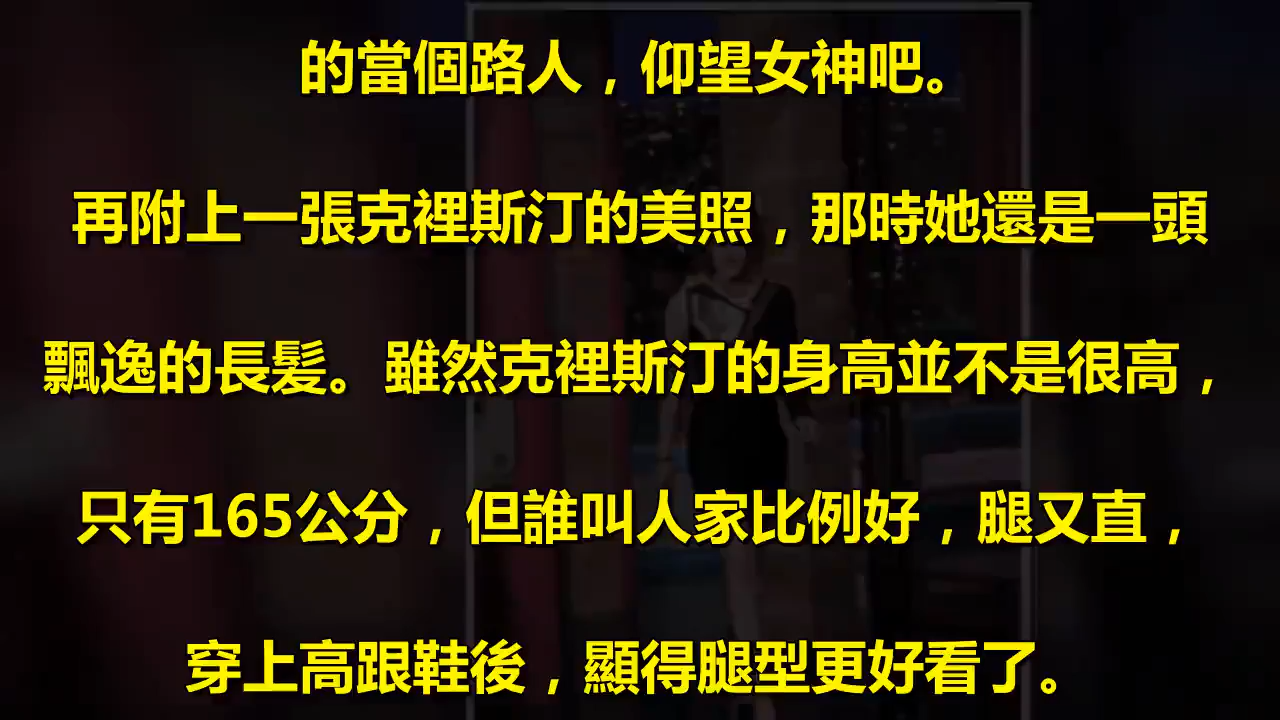 的當個路人，仰望女神吧。
再附上一張克裡斯汀的美照，那時她還是一頭
飄逸的長髮。雖然克裡斯汀的身高並不是很高，
只有165公分，但誰叫人家比例好，腿又直，
穿上高跟鞋後，顯得腿型更好看了。